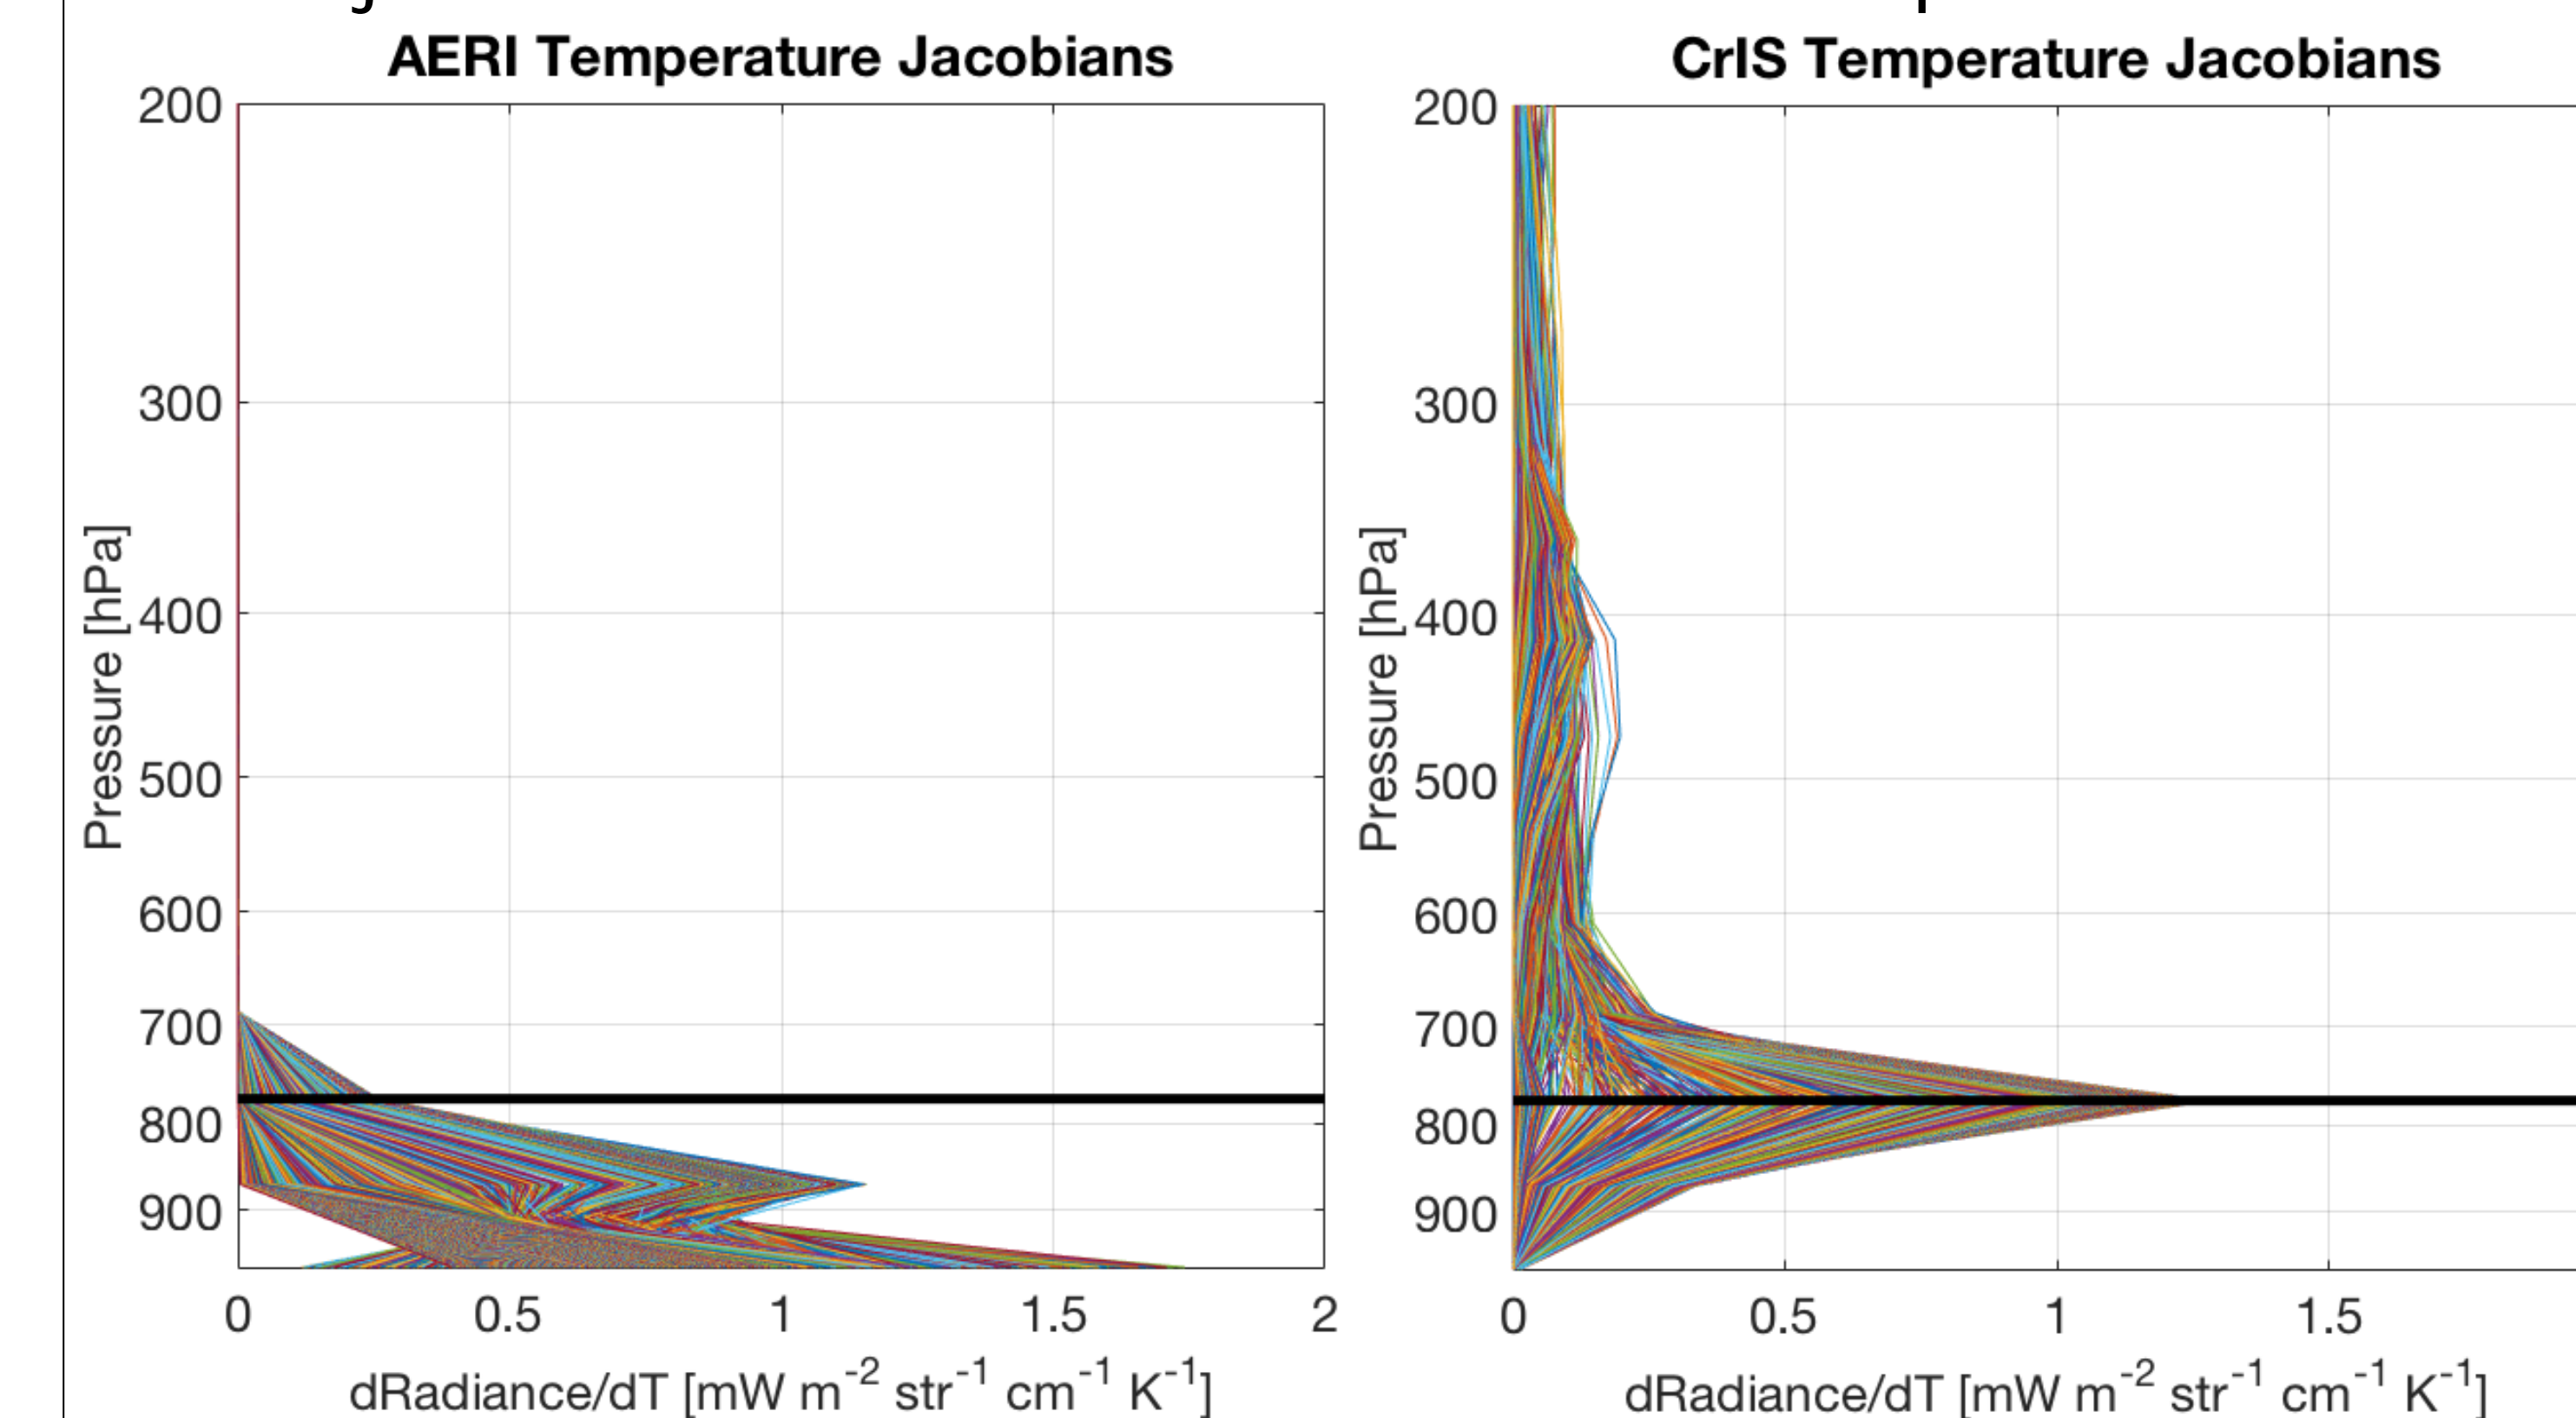 AERI Temperature Jacobians
200
300
400
500
600
700
800
900
Pressure [hPa]
0 0.5 1 1.5 2
dRadiance/dT [mW m-2 str-1 cm-1 K-1]
CrIS Temperature Jacobians
200
300
400
500
600
700
800
900
Pressure [hPa]
0 0.5 1 1.5
dRadiance/dT [mW m-2 str-1 cm-1 K-1]